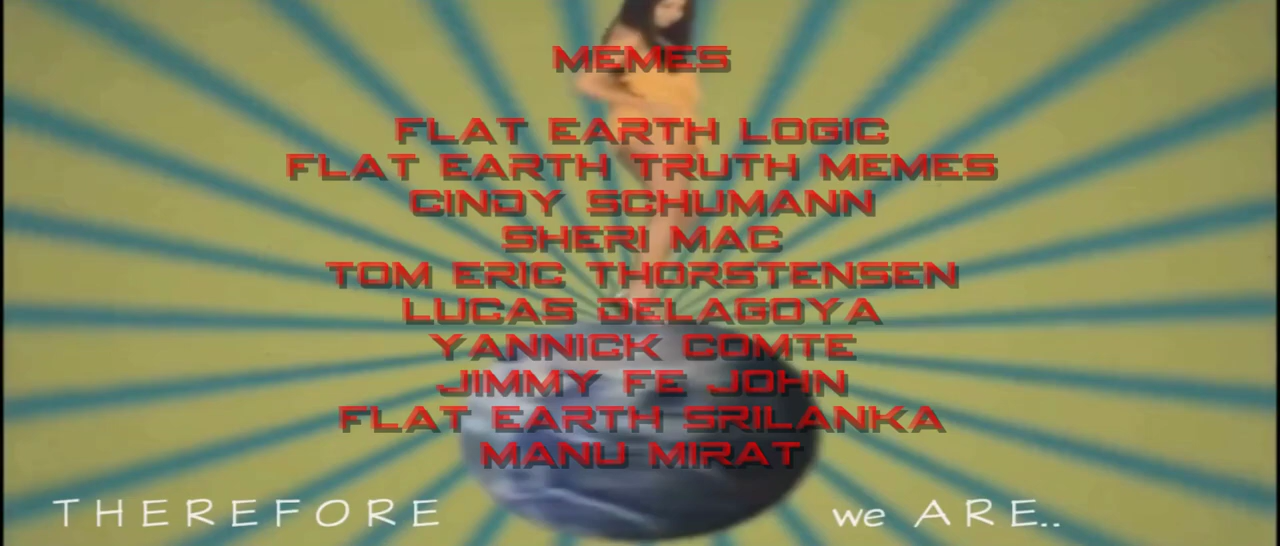 MEMES
FLAT EARTH LOGIC
FLAT EARTH TRUTH MEMES
CINDY SCHUMANN
SHERI MAC
TOM ERIC THORSTENSEN
LUCAS DELAGOYA
YANNICK COMTE
JIMMY FE JOHN
FLAT EARTH SRILANKA
MANU MIRAT
THEREFORE we ARE..